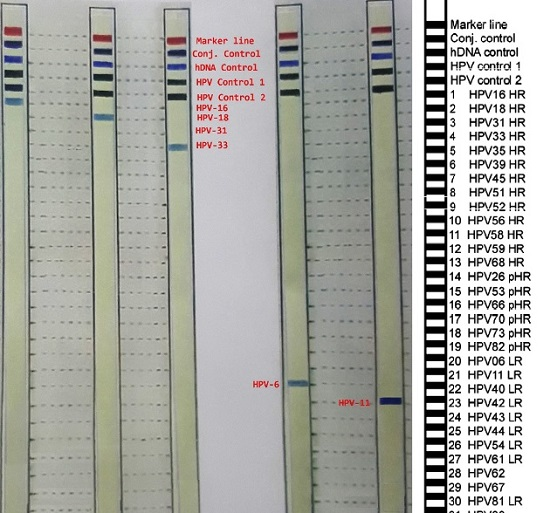 Marker line
Conj. Control
hDNA Control
HPV Control 1
HPV Control 2
HPV-16
HPV-18
HPV-31
HPV-33
HPV-6
HPV-11
Marker line
Conj. control
hDNA control
HPV control 1
HPV control 2
1 HPV16 HR
2 HPV18 HR
3 HPV31 HR
4 HPV33 HR
5 HPV35 HR
6 HPV39 HR
7 HPV45 HR
8 HPV51 HR
9 HPV52 HR
10 HPV56 HR
11 HPV58 HR
12 HPV59 HR
13 HPV68 HR
14 HPV26 pHR
15 HPV53 pHR
16 HPV66 pHR
17 HPV70 pHR
18 HPV73 pHR
19 HPV82 pHR
20 HPV06 LR
21 HPV11 LR
22 HPV40 LR
23 HPV42 LR
24 HPV43 LR
25 HPV44 LR
26 HPV54 LR
27 HPV61 LR
28 HPV62
29 HPV67
30 HPV81 LR